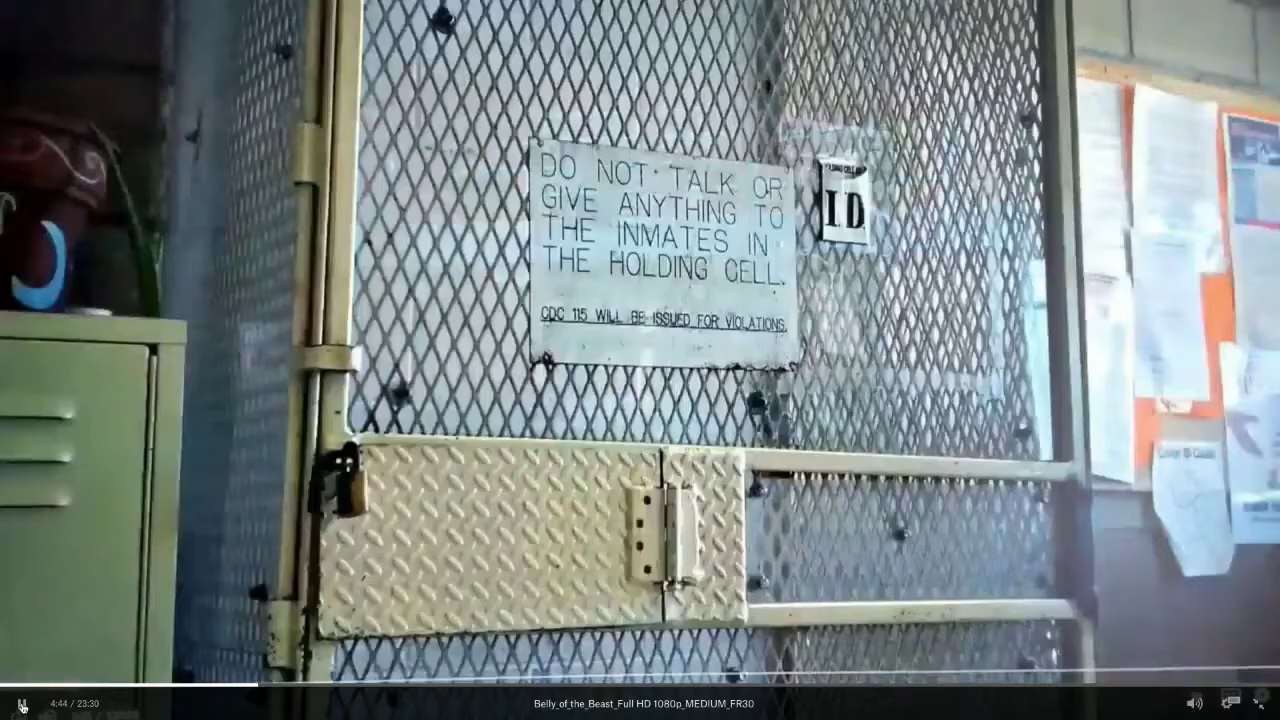 DO NOT TALK OR
GIVE ANYTHING TO
THE INMATES IN
THE HOLDING CELL.
CDC 115 WILL BE ISSUED FOR VIOLATIONS.
ID
4:44 / 23:30
Belly_of_the_Beast_Full HD 1080p_MEDIUM_FR30